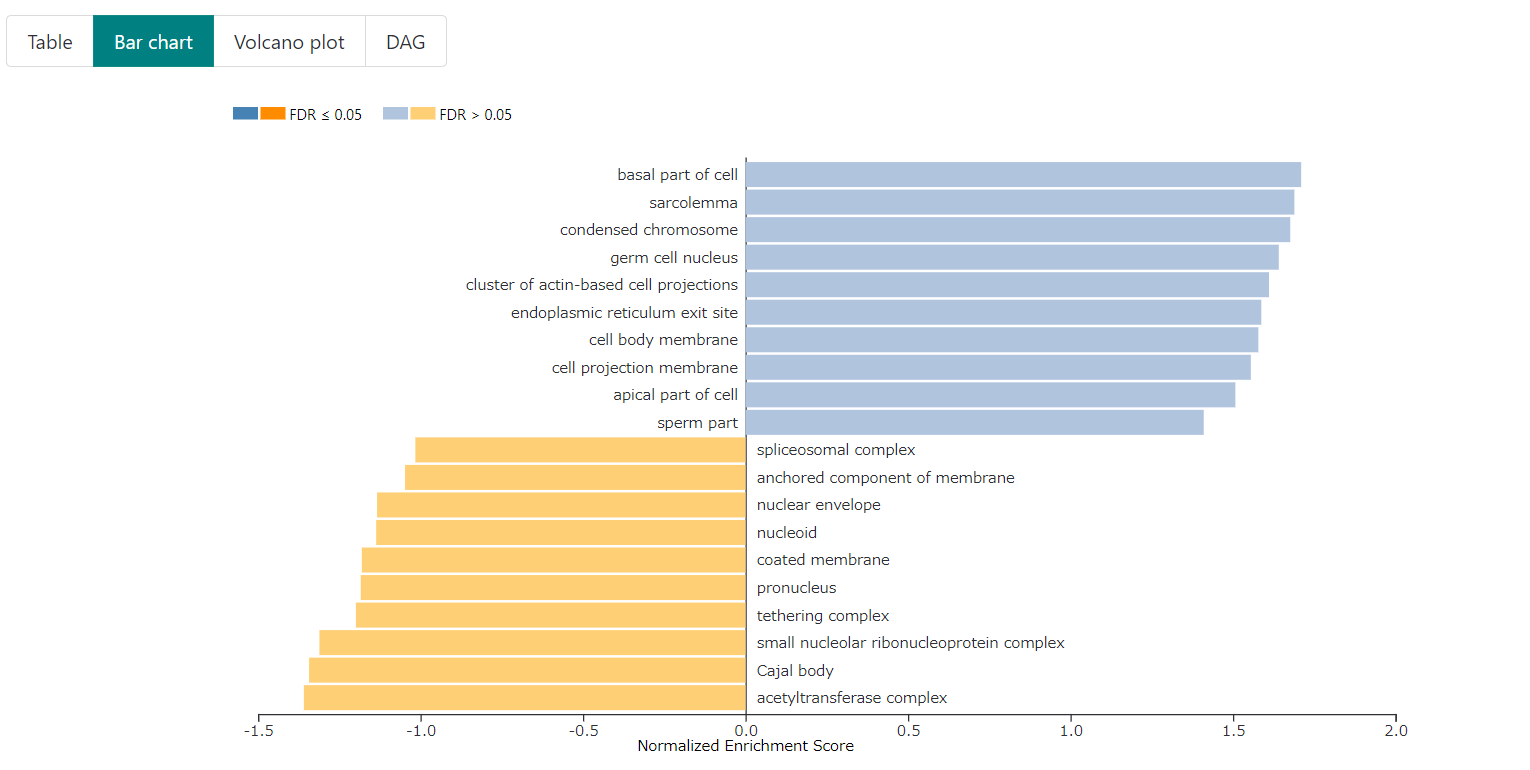 Table Bar chart Volcano plot DAG
FDR ≤ 0.05 FDR > 0.05
basal part of cell
sarcolemma
condensed chromosome
germ cell nucleus
cluster of actin-based cell projections
endoplasmic reticulum exit site
cell body membrane
cell projection membrane
apical part of cell
sperm part
spliceosomal complex
anchored component of membrane
nuclear envelope
nucleoid
coated membrane
pronucleus
tethering complex
small nucleolar ribonucleoprotein complex
Cajal body
acetyltransferase complex
-1.5 -1.0 -0.5 0.0 0.5 1.0 1.5 2.0
Normalized Enrichment Score